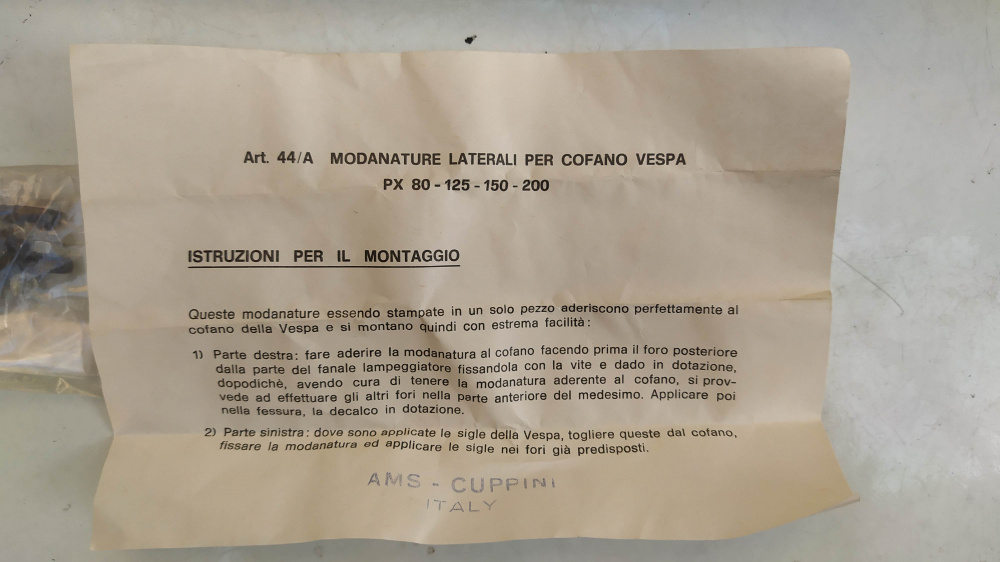 Art. 44/A MODANATURE LATERALI PER COFANO VESPA
PX 80 - 125 - 150 - 200
ISTRUZIONI PER IL MONTAGGIO
Queste modanature essendo stampate in un solo pezzo aderiscono perfettamente al
cofano della Vespa e si montano quindi con estrema facilità:
1) Parte destra: fare aderire la modanatura al cofano facendo prima il foro posteriore
dalla parte del fanale lampeggiatore fissandola con la vite e dado in dotazione,
dopodichè, avendo cura di tenere la modanatura aderente al cofano, si prov-
vede ad effettuare gli altri fori nella parte anteriore del medesimo. Applicare poi
nella fessura, la decalco in dotazione.
2) Parte sinistra: dove sono applicate le sigle della Vespa, togliere queste dal cofano,
fissare la modanatura ed applicare le sigle nei fori già predisposti.
AMS - CUPPINI
ITALY